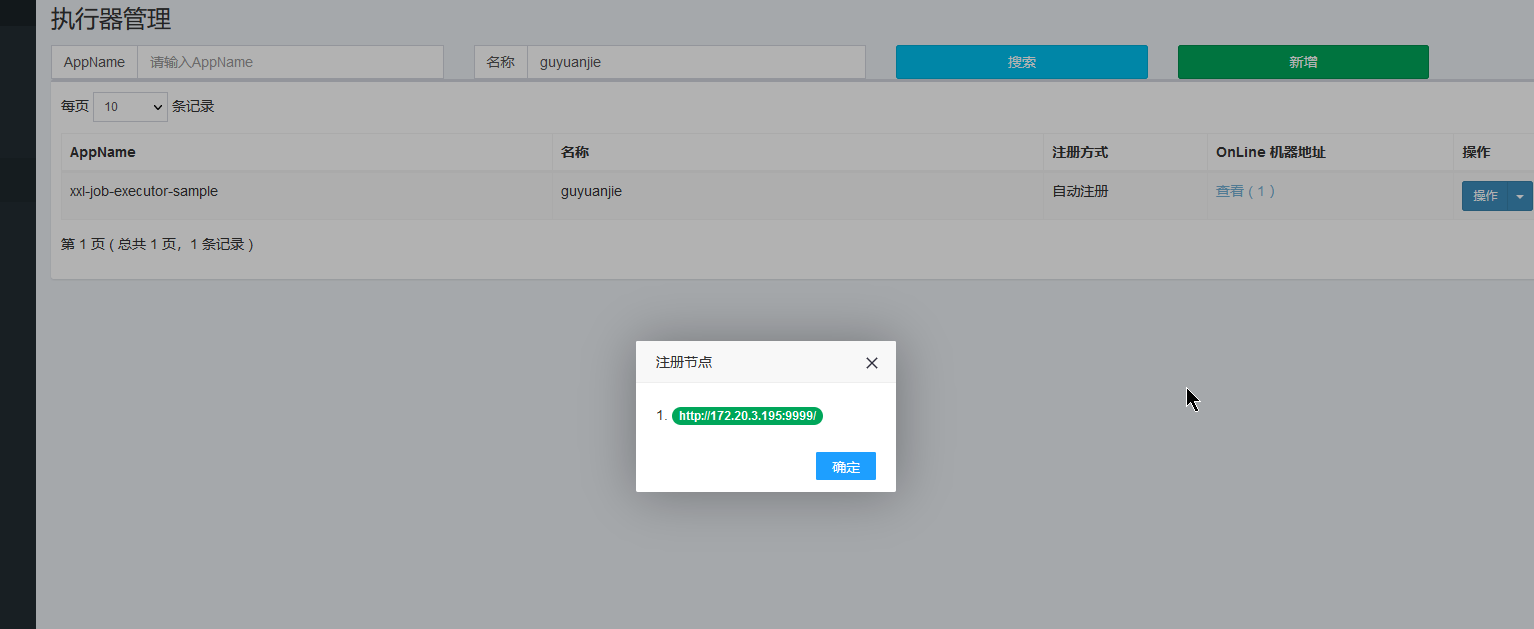 执行器管理
AppName 请输入AppName 名称 guyuanjie 搜索 新增
每页 10 条记录
AppName 名称 注册方式 OnLine 机器地址 操作
xxl-job-executor-sample guyuanjie 自动注册 查看 ( 1 ) 操作
第 1 页 ( 总共 1 页，1 条记录 )
注册节点
1. http://172.20.3.195:9999/
确定